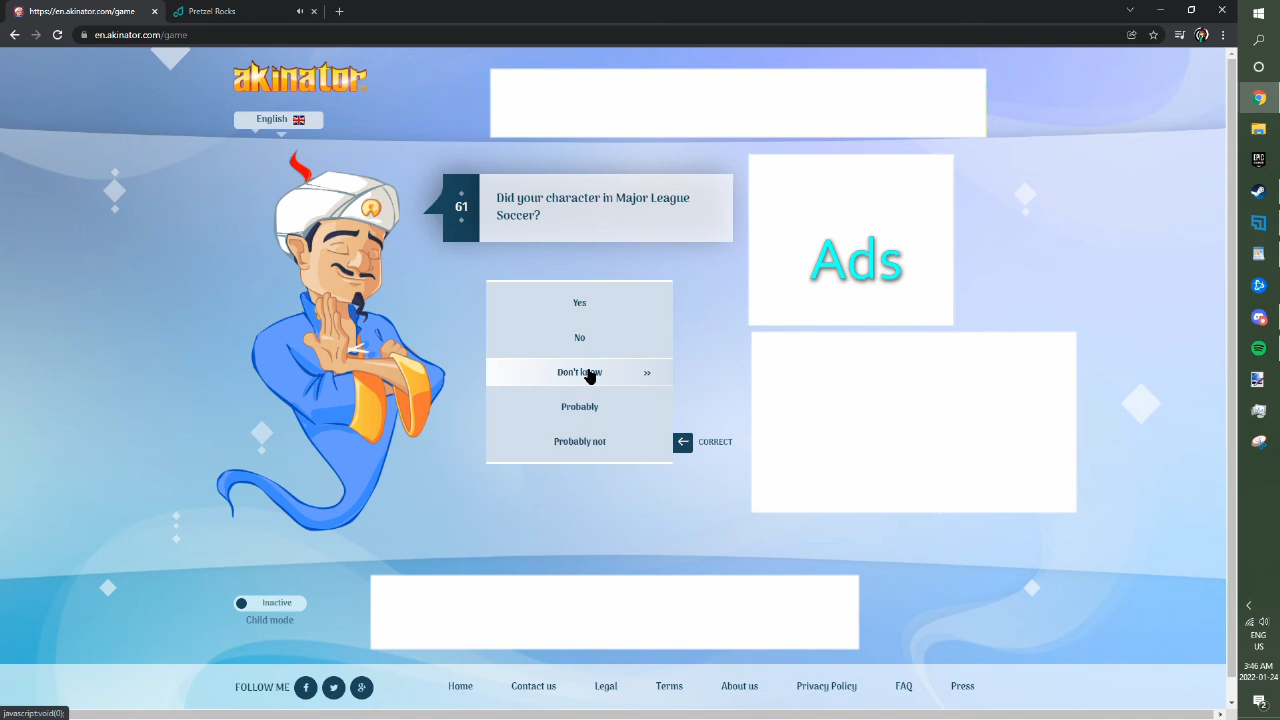 https://en.akinator.com/game
Pretzel Rocks
en.akinator.com/game
akinator
English
61
Did your character in Major League
Soccer?
Yes
No
Don't know
Probably
Probably not
CORRECT
Ads
Inactive
Child mode
FOLLOW ME
Home
Contact us
Legal
Terms
About us
Privacy Policy
FAQ
Press
javascript:void(0);
EPIC
ENG
US
3:46 AM
2022-01-24
2